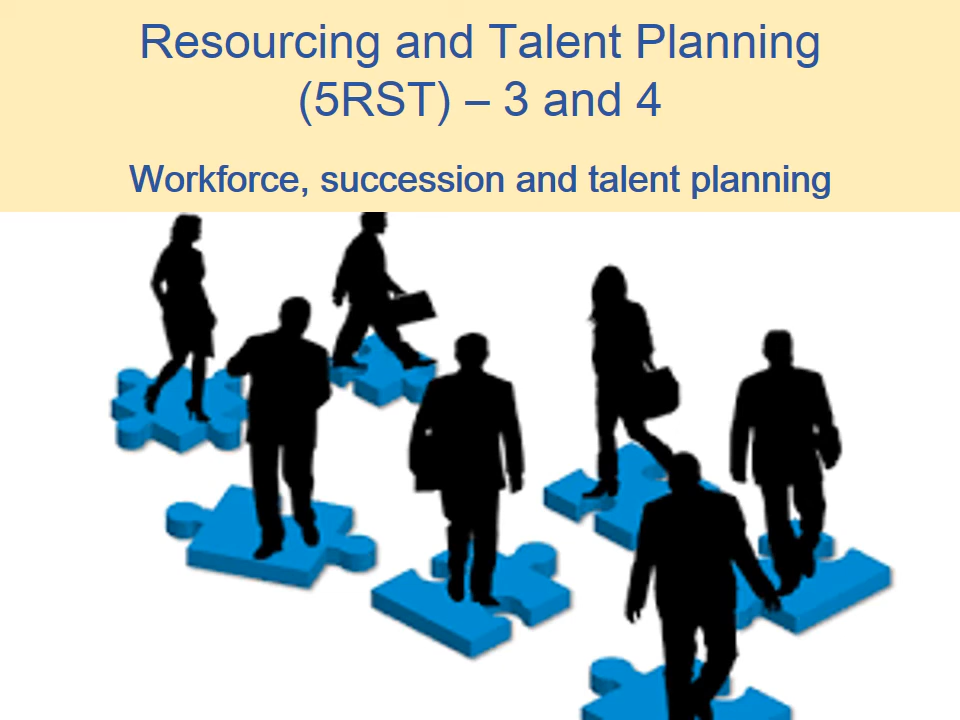 Resourcing and Talent Planning
(5RST) – 3 and 4
Workforce, succession and talent planning